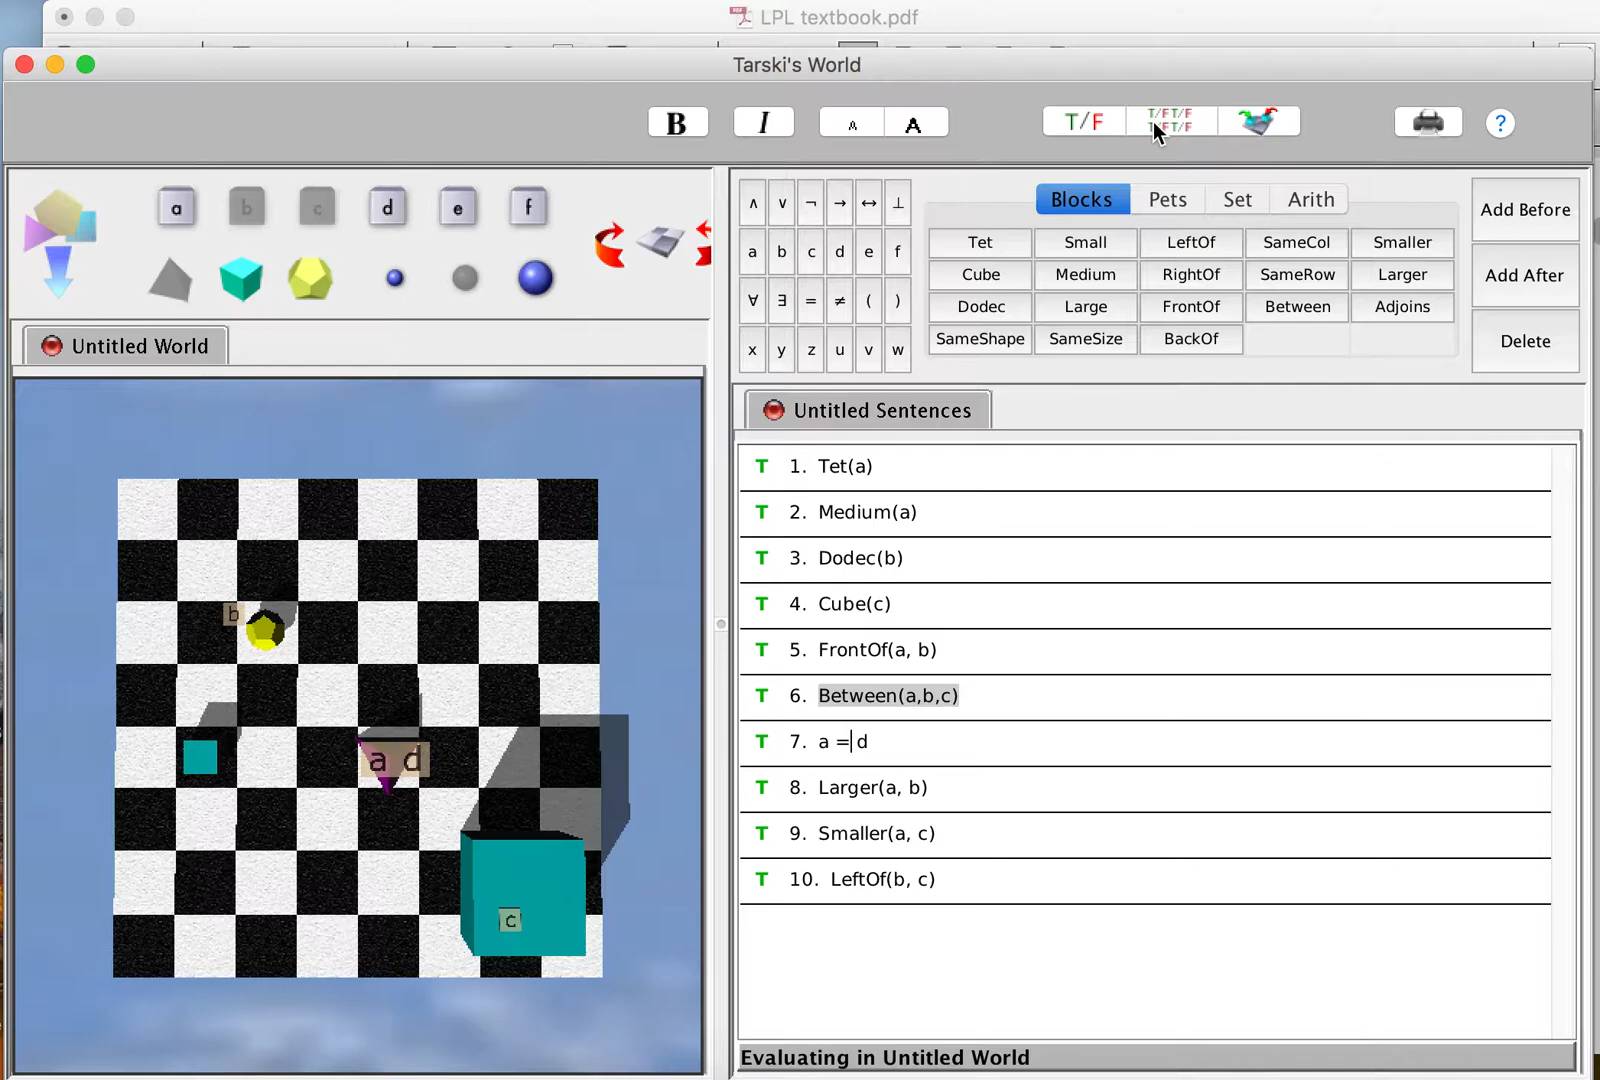 LPL textbook.pdf
Tarski's World
B I A A T/F T/F T/F T/F T/F ?
a b c d e f
Untitled World
b
a d
c
∧ ∨ ¬ → ↔ ⊥
a b c d e f
∀ ∃ = ≠ ( )
x y z u v w
Blocks Pets Set Arith
Tet Small LeftOf SameCol Smaller
Cube Medium RightOf SameRow Larger
Dodec Large FrontOf Between Adjoins
SameShape SameSize BackOf
Add Before
Add After
Delete
Untitled Sentences
T 1. Tet(a)
T 2. Medium(a)
T 3. Dodec(b)
T 4. Cube(c)
T 5. FrontOf(a, b)
T 6. Between(a,b,c)
T 7. a = d
T 8. Larger(a, b)
T 9. Smaller(a, c)
T 10. LeftOf(b, c)
Evaluating in Untitled World